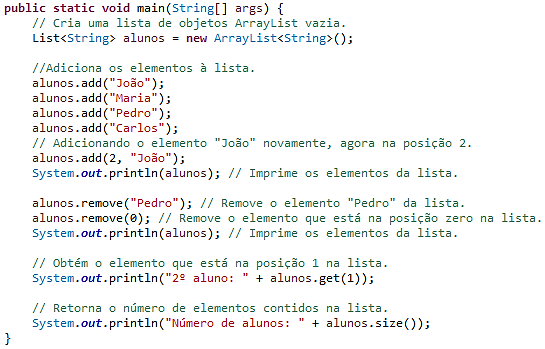 public static void main(String[] args) {
    // Cria uma lista de objetos ArrayList vazia.
    List<String> alunos = new ArrayList<String>();

    //Adiciona os elementos à lista.
    alunos.add("João");
    alunos.add("Maria");
    alunos.add("Pedro");
    alunos.add("Carlos");
    // Adicionando o elemento "João" novamente, agora na posição 2.
    alunos.add(2, "João");
    System.out.println(alunos); // Imprime os elementos da lista.

    alunos.remove("Pedro"); // Remove o elemento "Pedro" da lista.
    alunos.remove(0); // Remove o elemento que está na posição zero na lista.
    System.out.println(alunos); // Imprime os elementos da lista.

    // Obtém o elemento que está na posição 1 na lista.
    System.out.println("2º aluno: " + alunos.get(1));

    // Retorna o número de elementos contidos na lista.
    System.out.println("Número de alunos: " + alunos.size());
}